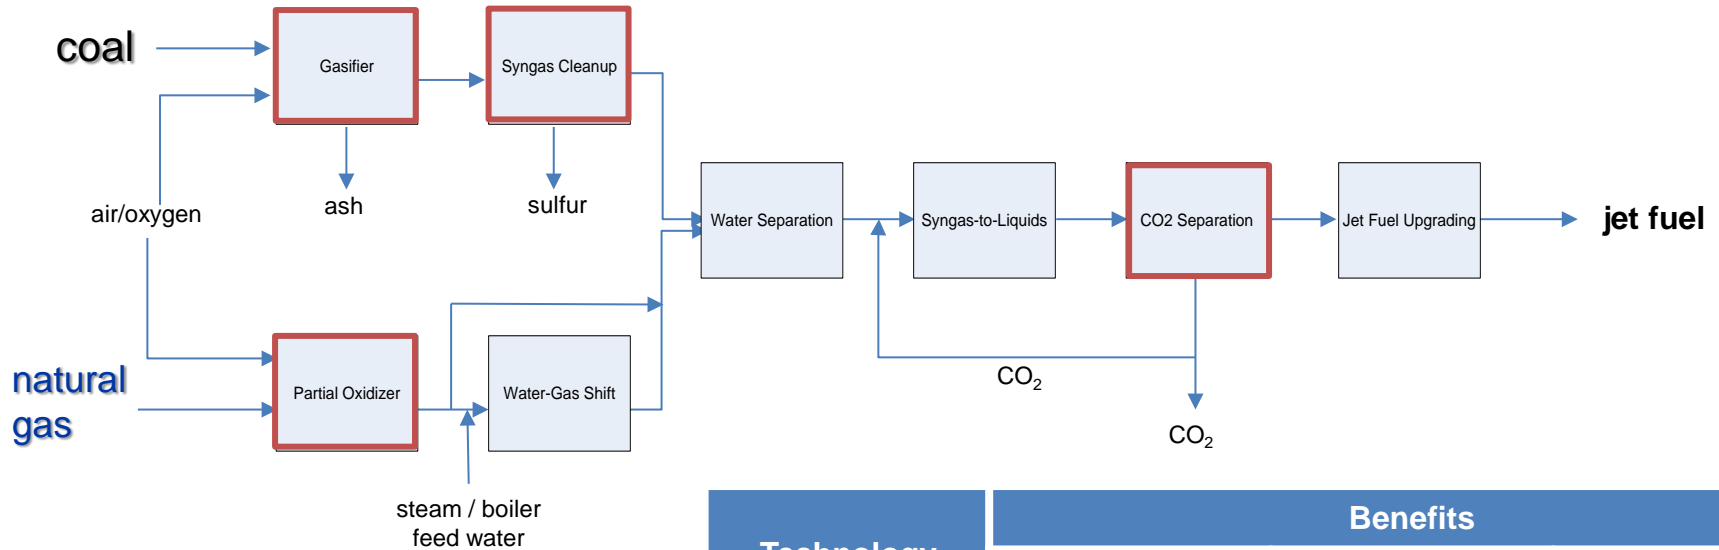 coal
Gasifier
Syngas Cleanup
air/oxygen
ash
sulfur
Water Separation
Syngas-to-Liquids
CO2 Separation
Jet Fuel Upgrading
jet fuel
natural
gas
Partial Oxidizer
Water-Gas Shift
CO₂
CO₂
steam / boiler
feed water
Benefits
Technology